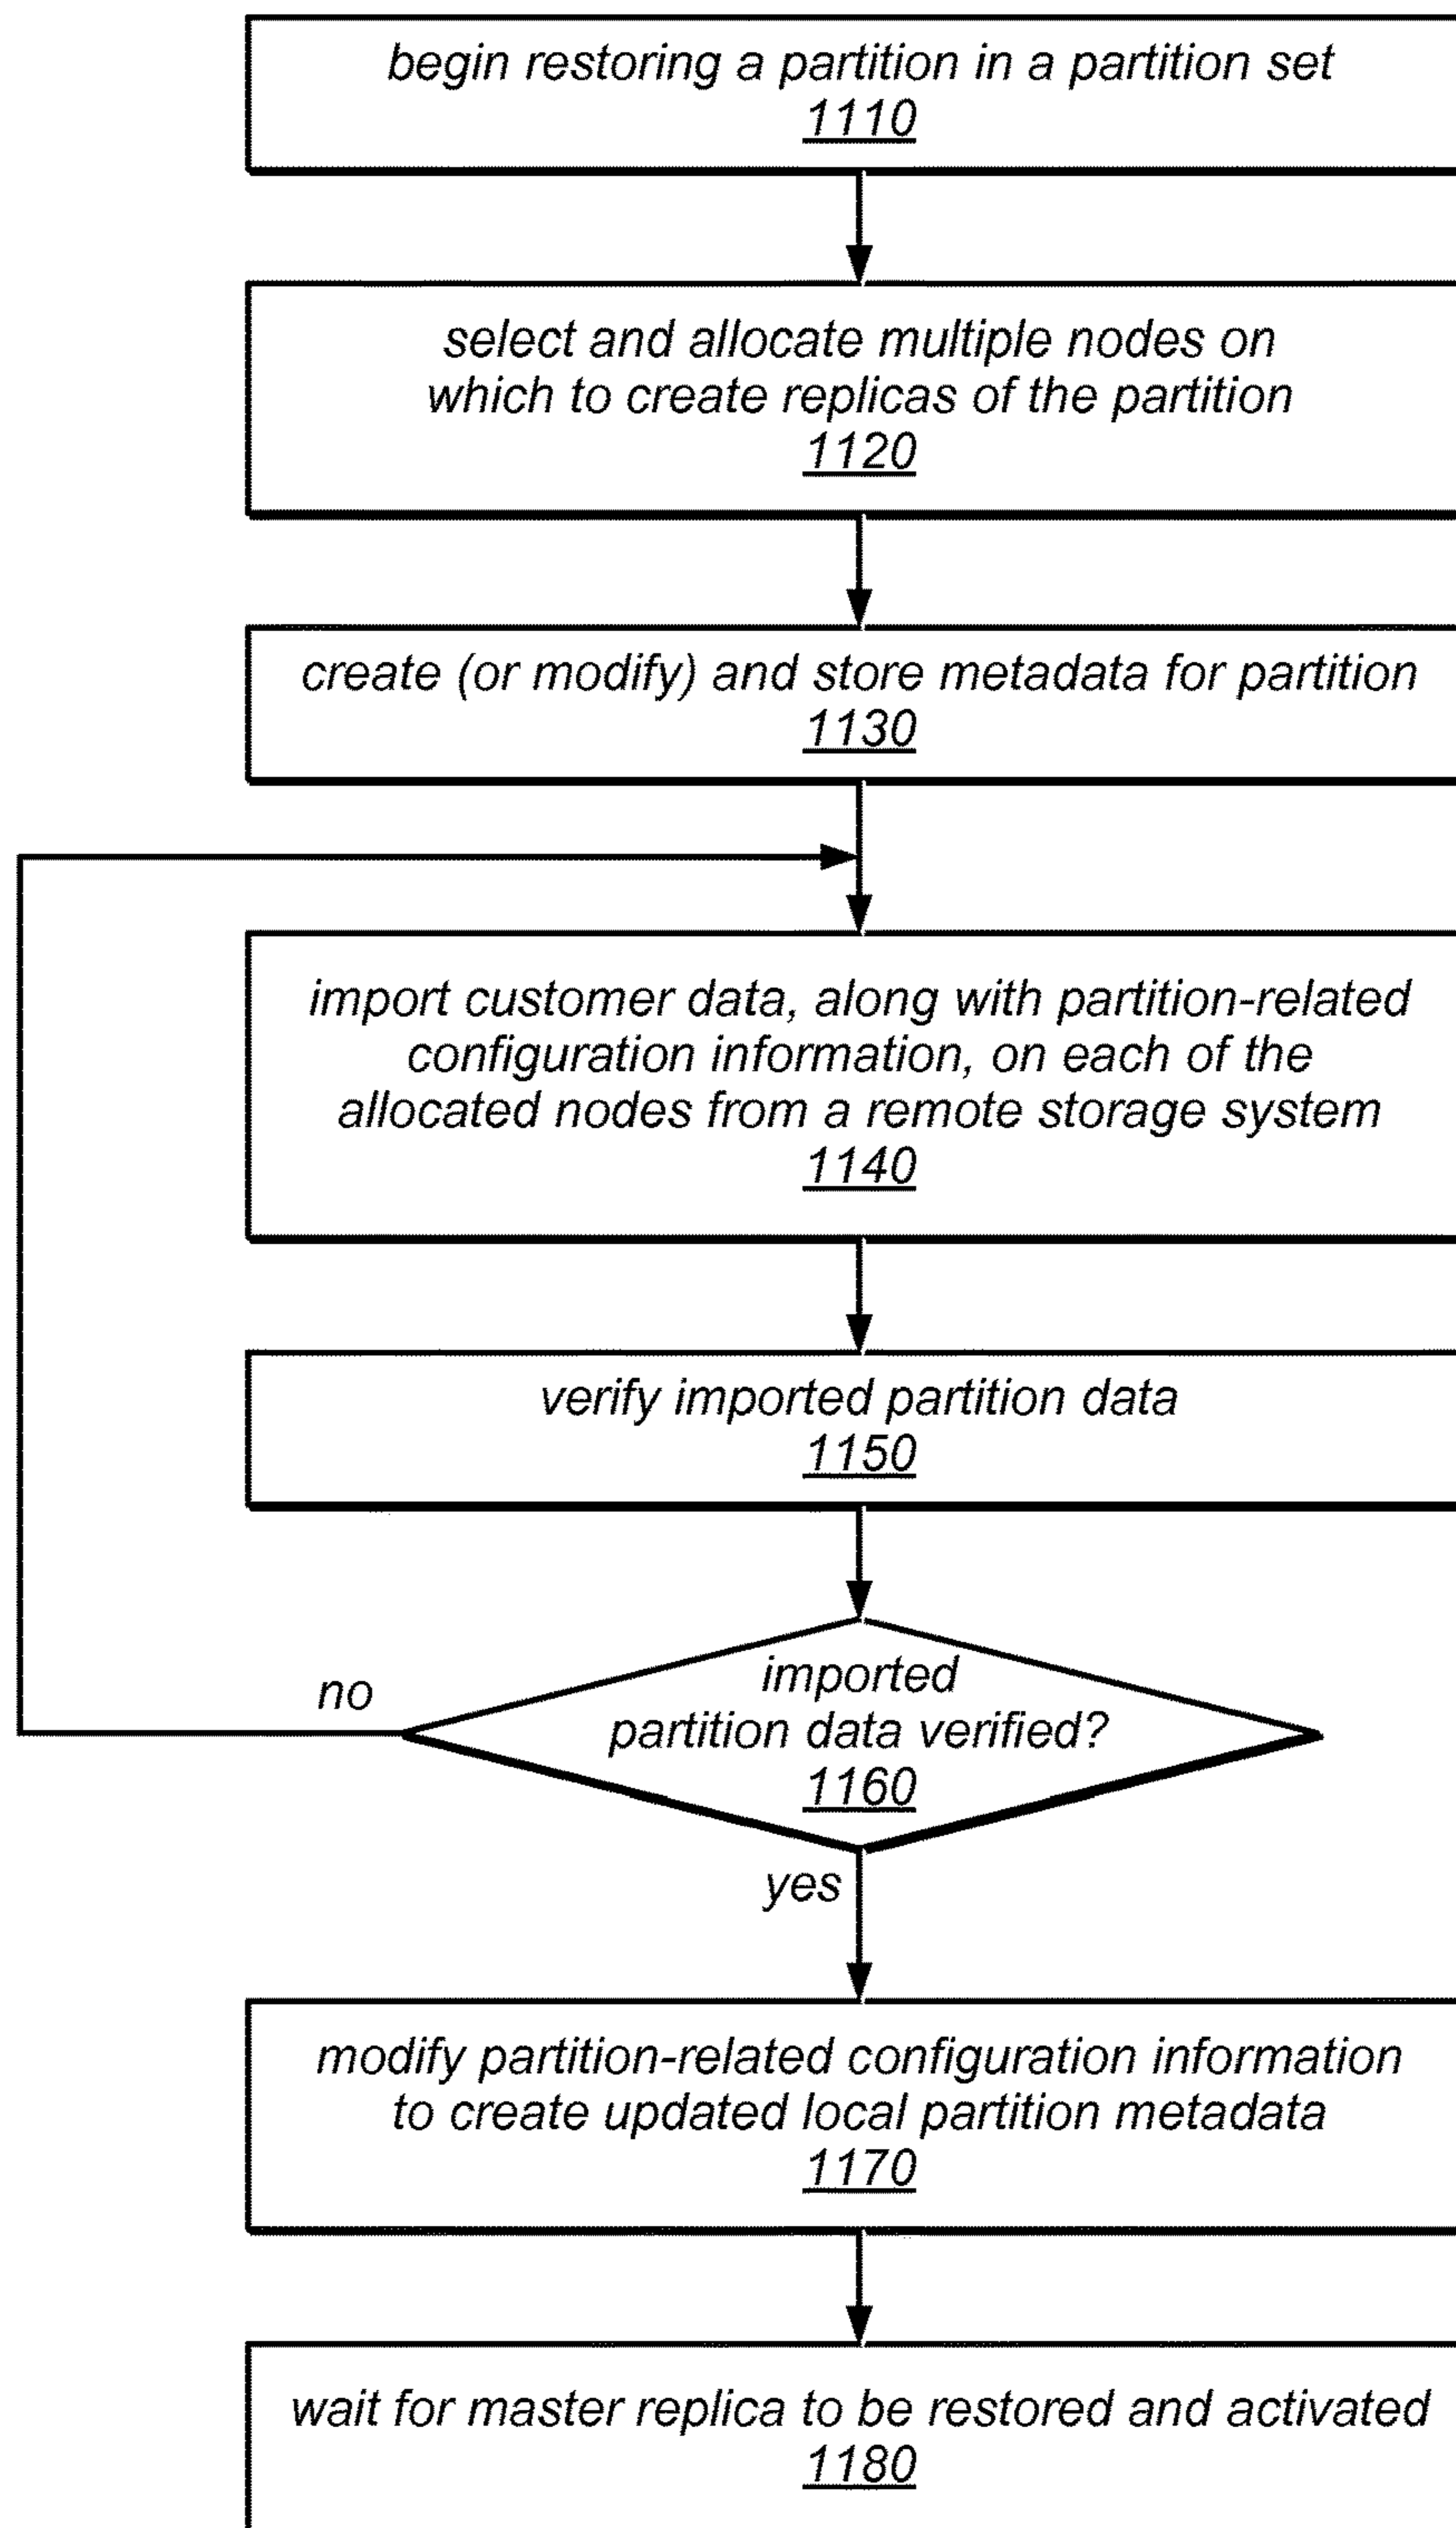 begin restoring a partition in a partition set
1110
select and allocate multiple nodes on
which to create replicas of the partition
1120
create (or modify) and store metadata for partition
1130
import customer data, along with partition-related
configuration information, on each of the
allocated nodes from a remote storage system
1140
verify imported partition data
1150
no
imported
partition data verified?
1160
yes
modify partition-related configuration information
to create updated local partition metadata
1170
wait for master replica to be restored and activated
1180